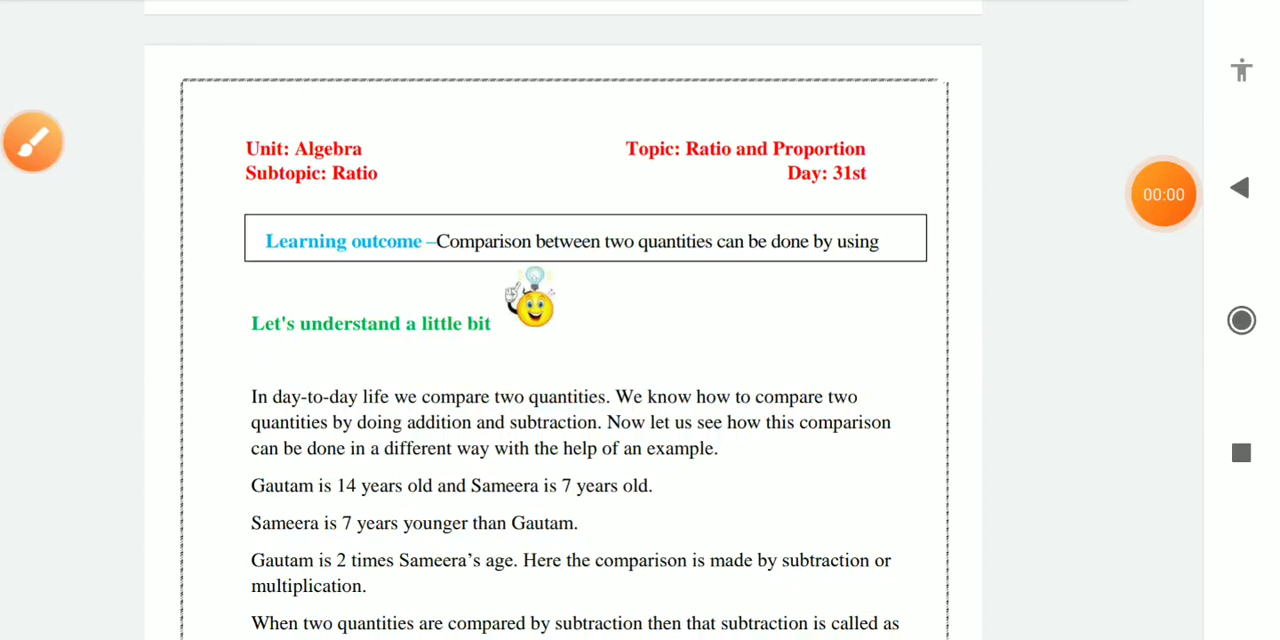 Unit: Algebra
Topic: Ratio and Proportion
Subtopic: Ratio
Day: 31st
Learning outcome –Comparison between two quantities can be done by using
Let's understand a little bit
In day-to-day life we compare two quantities. We know how to compare two
quantities by doing addition and subtraction. Now let us see how this comparison
can be done in a different way with the help of an example.
Gautam is 14 years old and Sameera is 7 years old.
Sameera is 7 years younger than Gautam.
Gautam is 2 times Sameera’s age. Here the comparison is made by subtraction or
multiplication.
When two quantities are compared by subtraction then that subtraction is called as
00:00